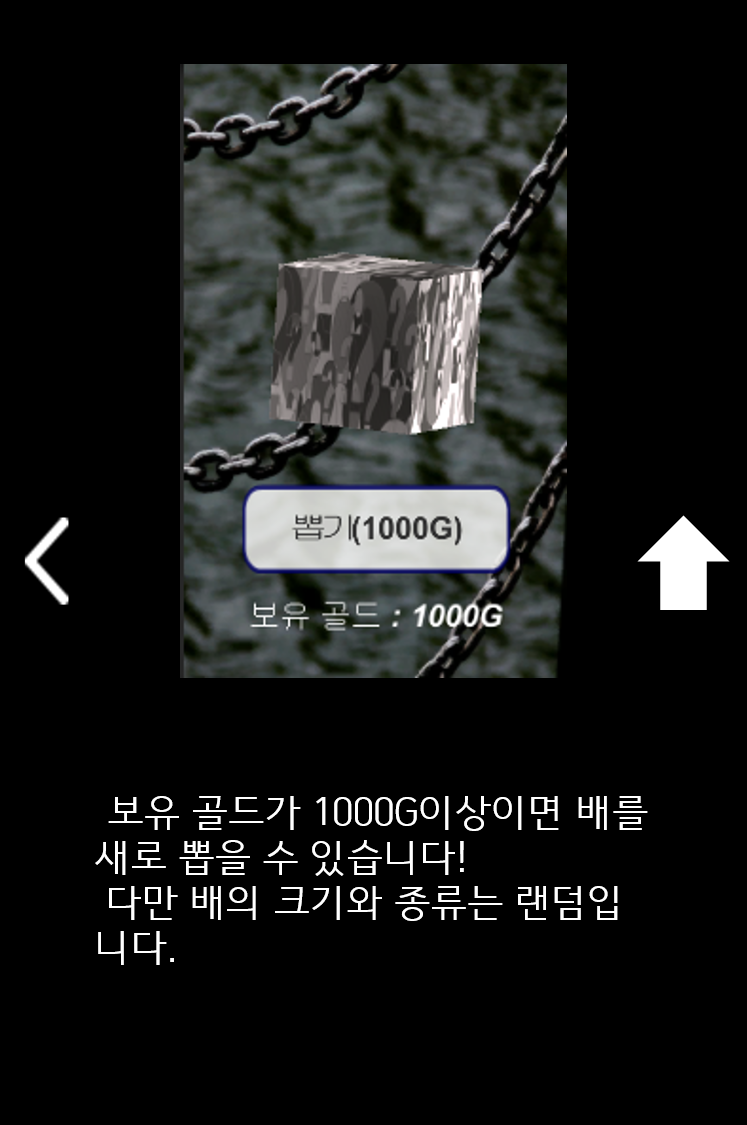 뽑기(1000G)
보유 골드 : 1000G
보유 골드가 1000G이상이면 배를
새로 뽑을 수 있습니다!
다만 배의 크기와 종류는 랜덤입
니다.